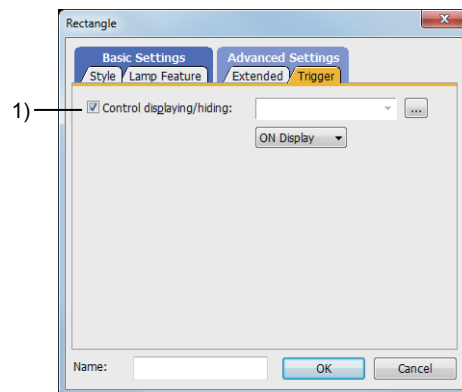 Rectangle
Basic Settings Advanced Settings
Style Lamp Feature Extended Trigger
1) Control displaying/hiding: ...
ON Display
Name: OK Cancel